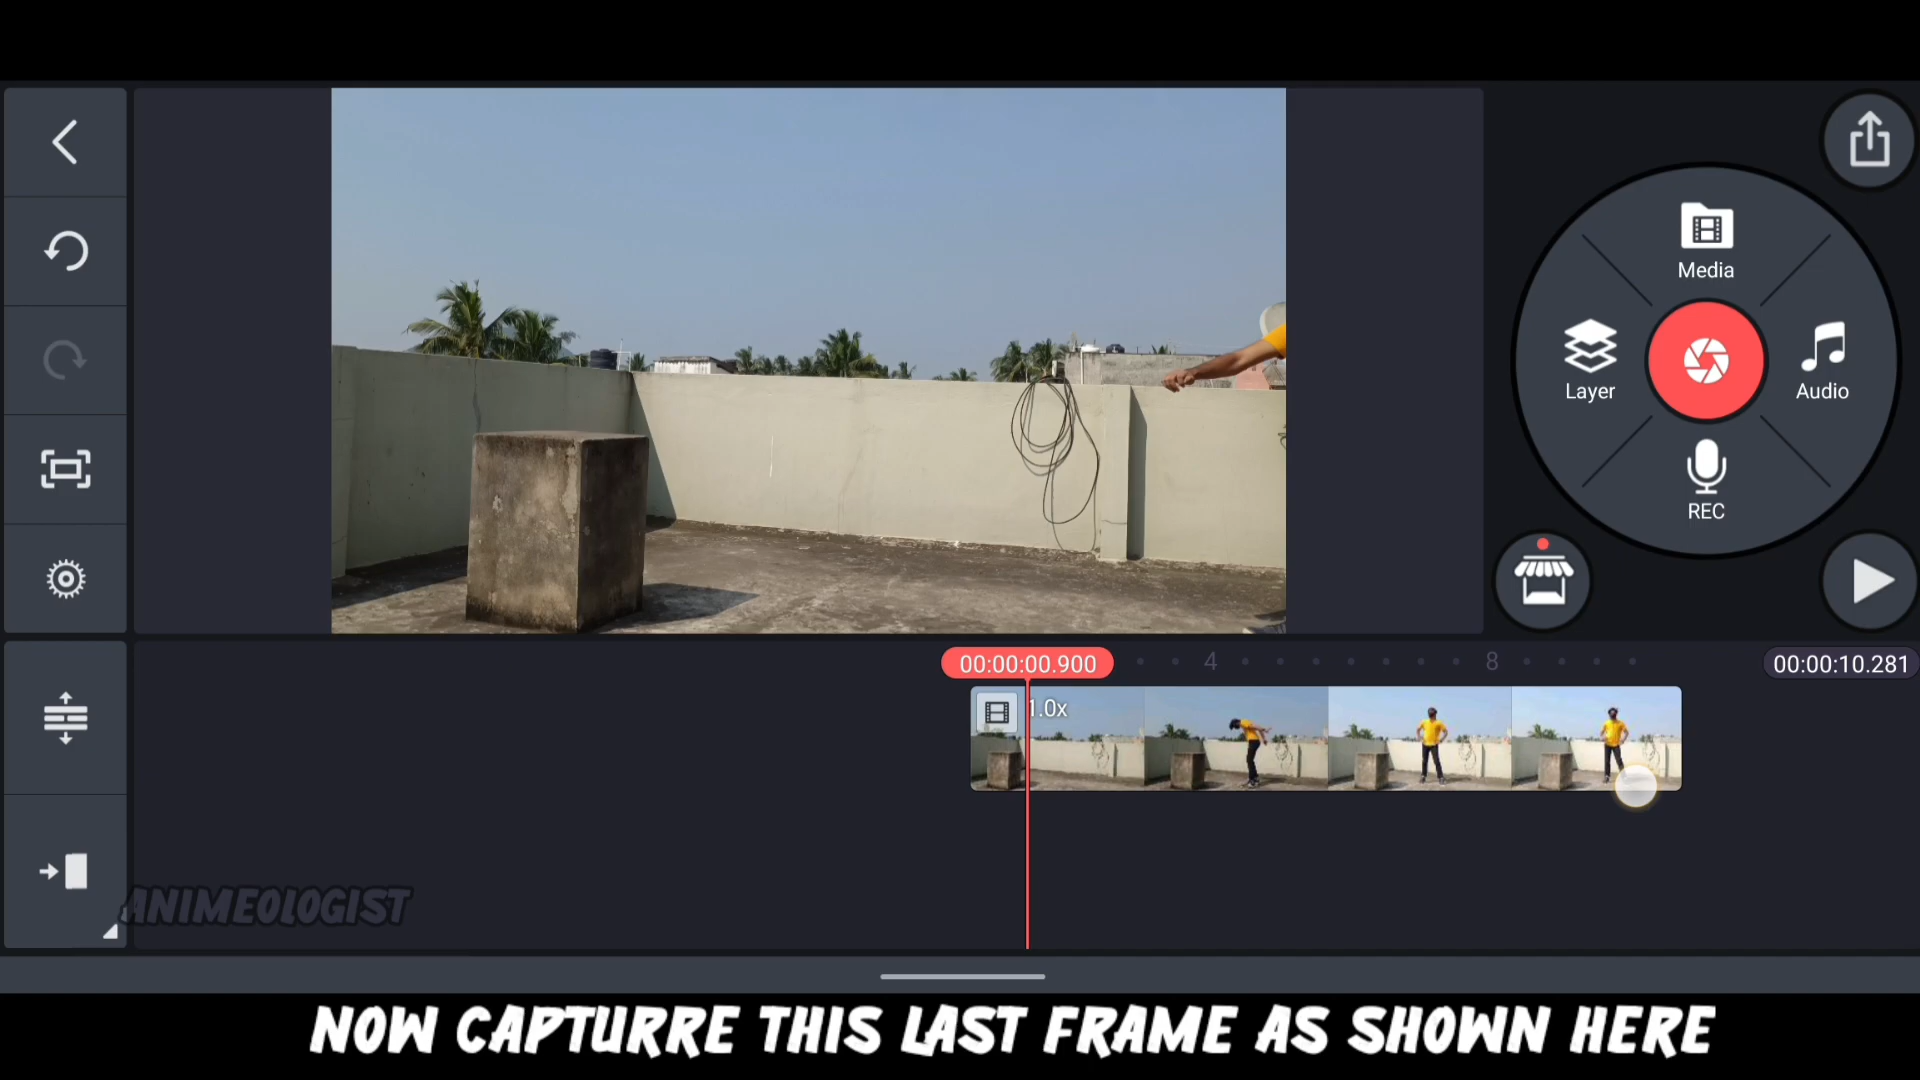 Media
Layer
Audio
REC
00:00:00.900
4
8
00:00:10.281
1.0x
ANIMEOLOGIST
NOW CAPTURRE THIS LAST FRAME AS SHOWN HERE